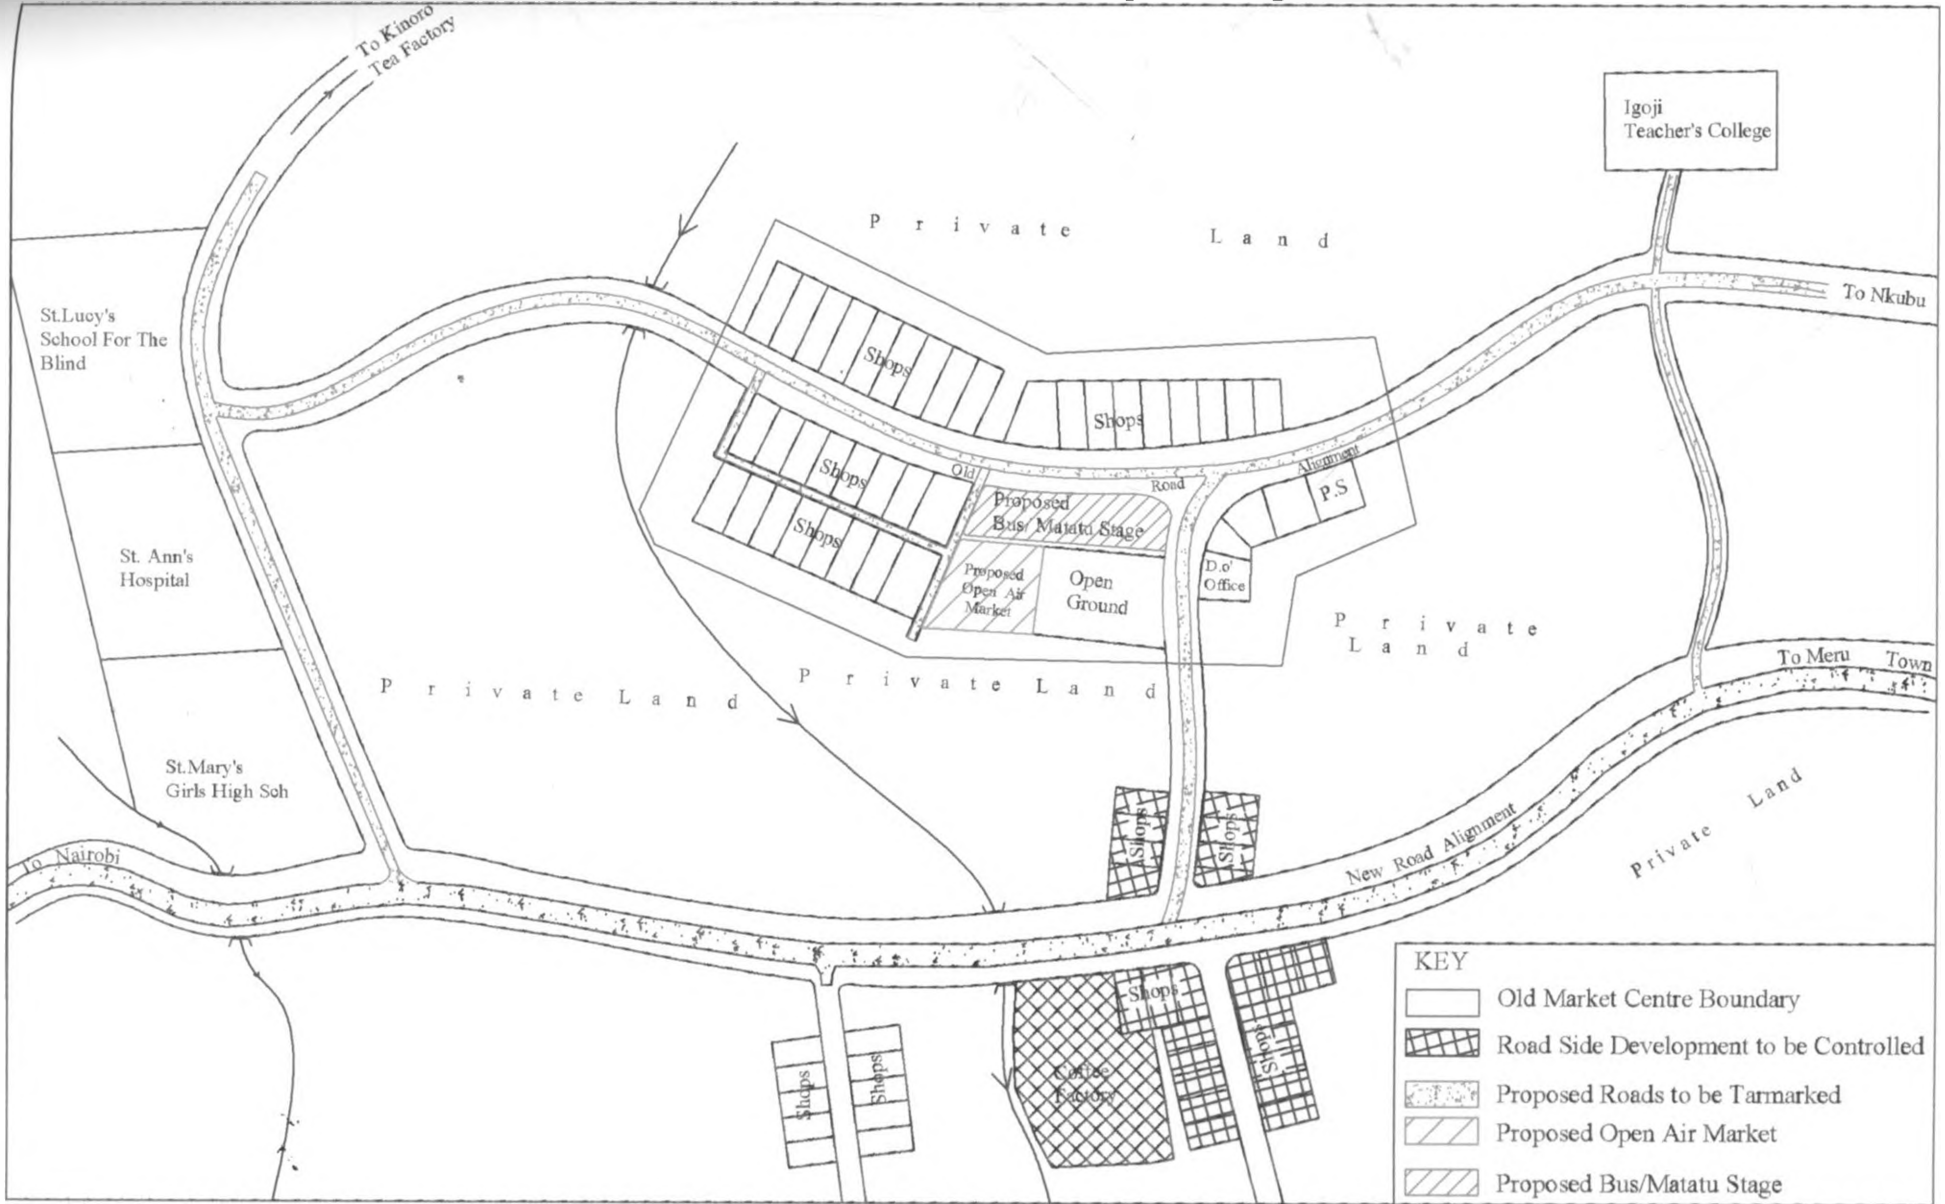 To Kinoro
Tea Factory
Igoji
Teacher's College
Private Land
To Nkubu
St.Lucy's
School For The
Blind
Shops
Shops
Old Road Alignment
Shops
P.S
Proposed
Bus/ Matatu Stage
Shops
D.o'
Office
Proposed
Open Air
Market
Open
Ground
St. Ann's
Hospital
Private
Land
To Meru Town
Private Land
Private Land
St.Mary's
Girls High Sch
Private Land
Shops
Shops
New Road Alignment
To Nairobi
Shops
Shops
Shops
Shops
Coffee
Factory
KEY
Old Market Centre Boundary
Road Side Development to be Controlled
Proposed Roads to be Tarmarked
Proposed Open Air Market
Proposed Bus/Matatu Stage